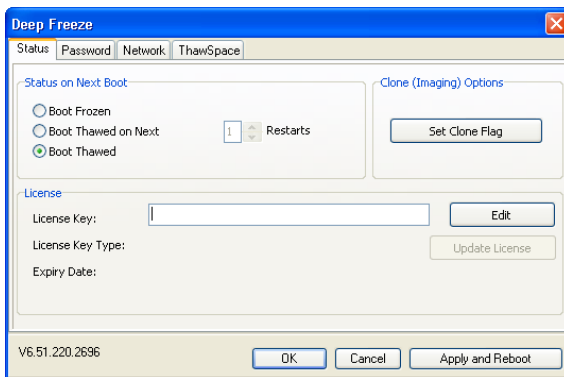 Deep Freeze
Status Password Network ThawSpace
Status on Next Boot
Boot Frozen
Boot Thawed on Next 1 Restarts
Boot Thawed
Clone (Imaging) Options
Set Clone Flag
License
License Key: Edit
License Key Type: Update License
Expiry Date:
V6.51.220.2696 OK Cancel Apply and Reboot